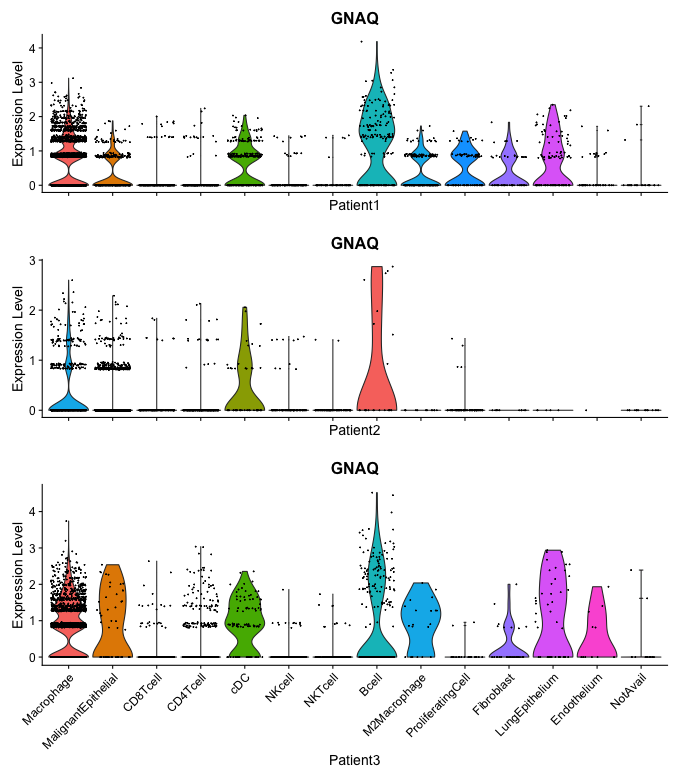 GNAQ
Expression Level
4
3
2
1
0
Patient1
GNAQ
Expression Level
3
2
1
0
Patient2
GNAQ
Expression Level
4
3
2
1
0
Macrophage
MalignantEpithelial
CD8Tcell
CD4Tcell
cDC
NKcell
NKTcell
Bcell
M2Macrophage
ProliferatingCell
Fibroblast
LungEpithelium
Endothelium
NotAvail
Patient3